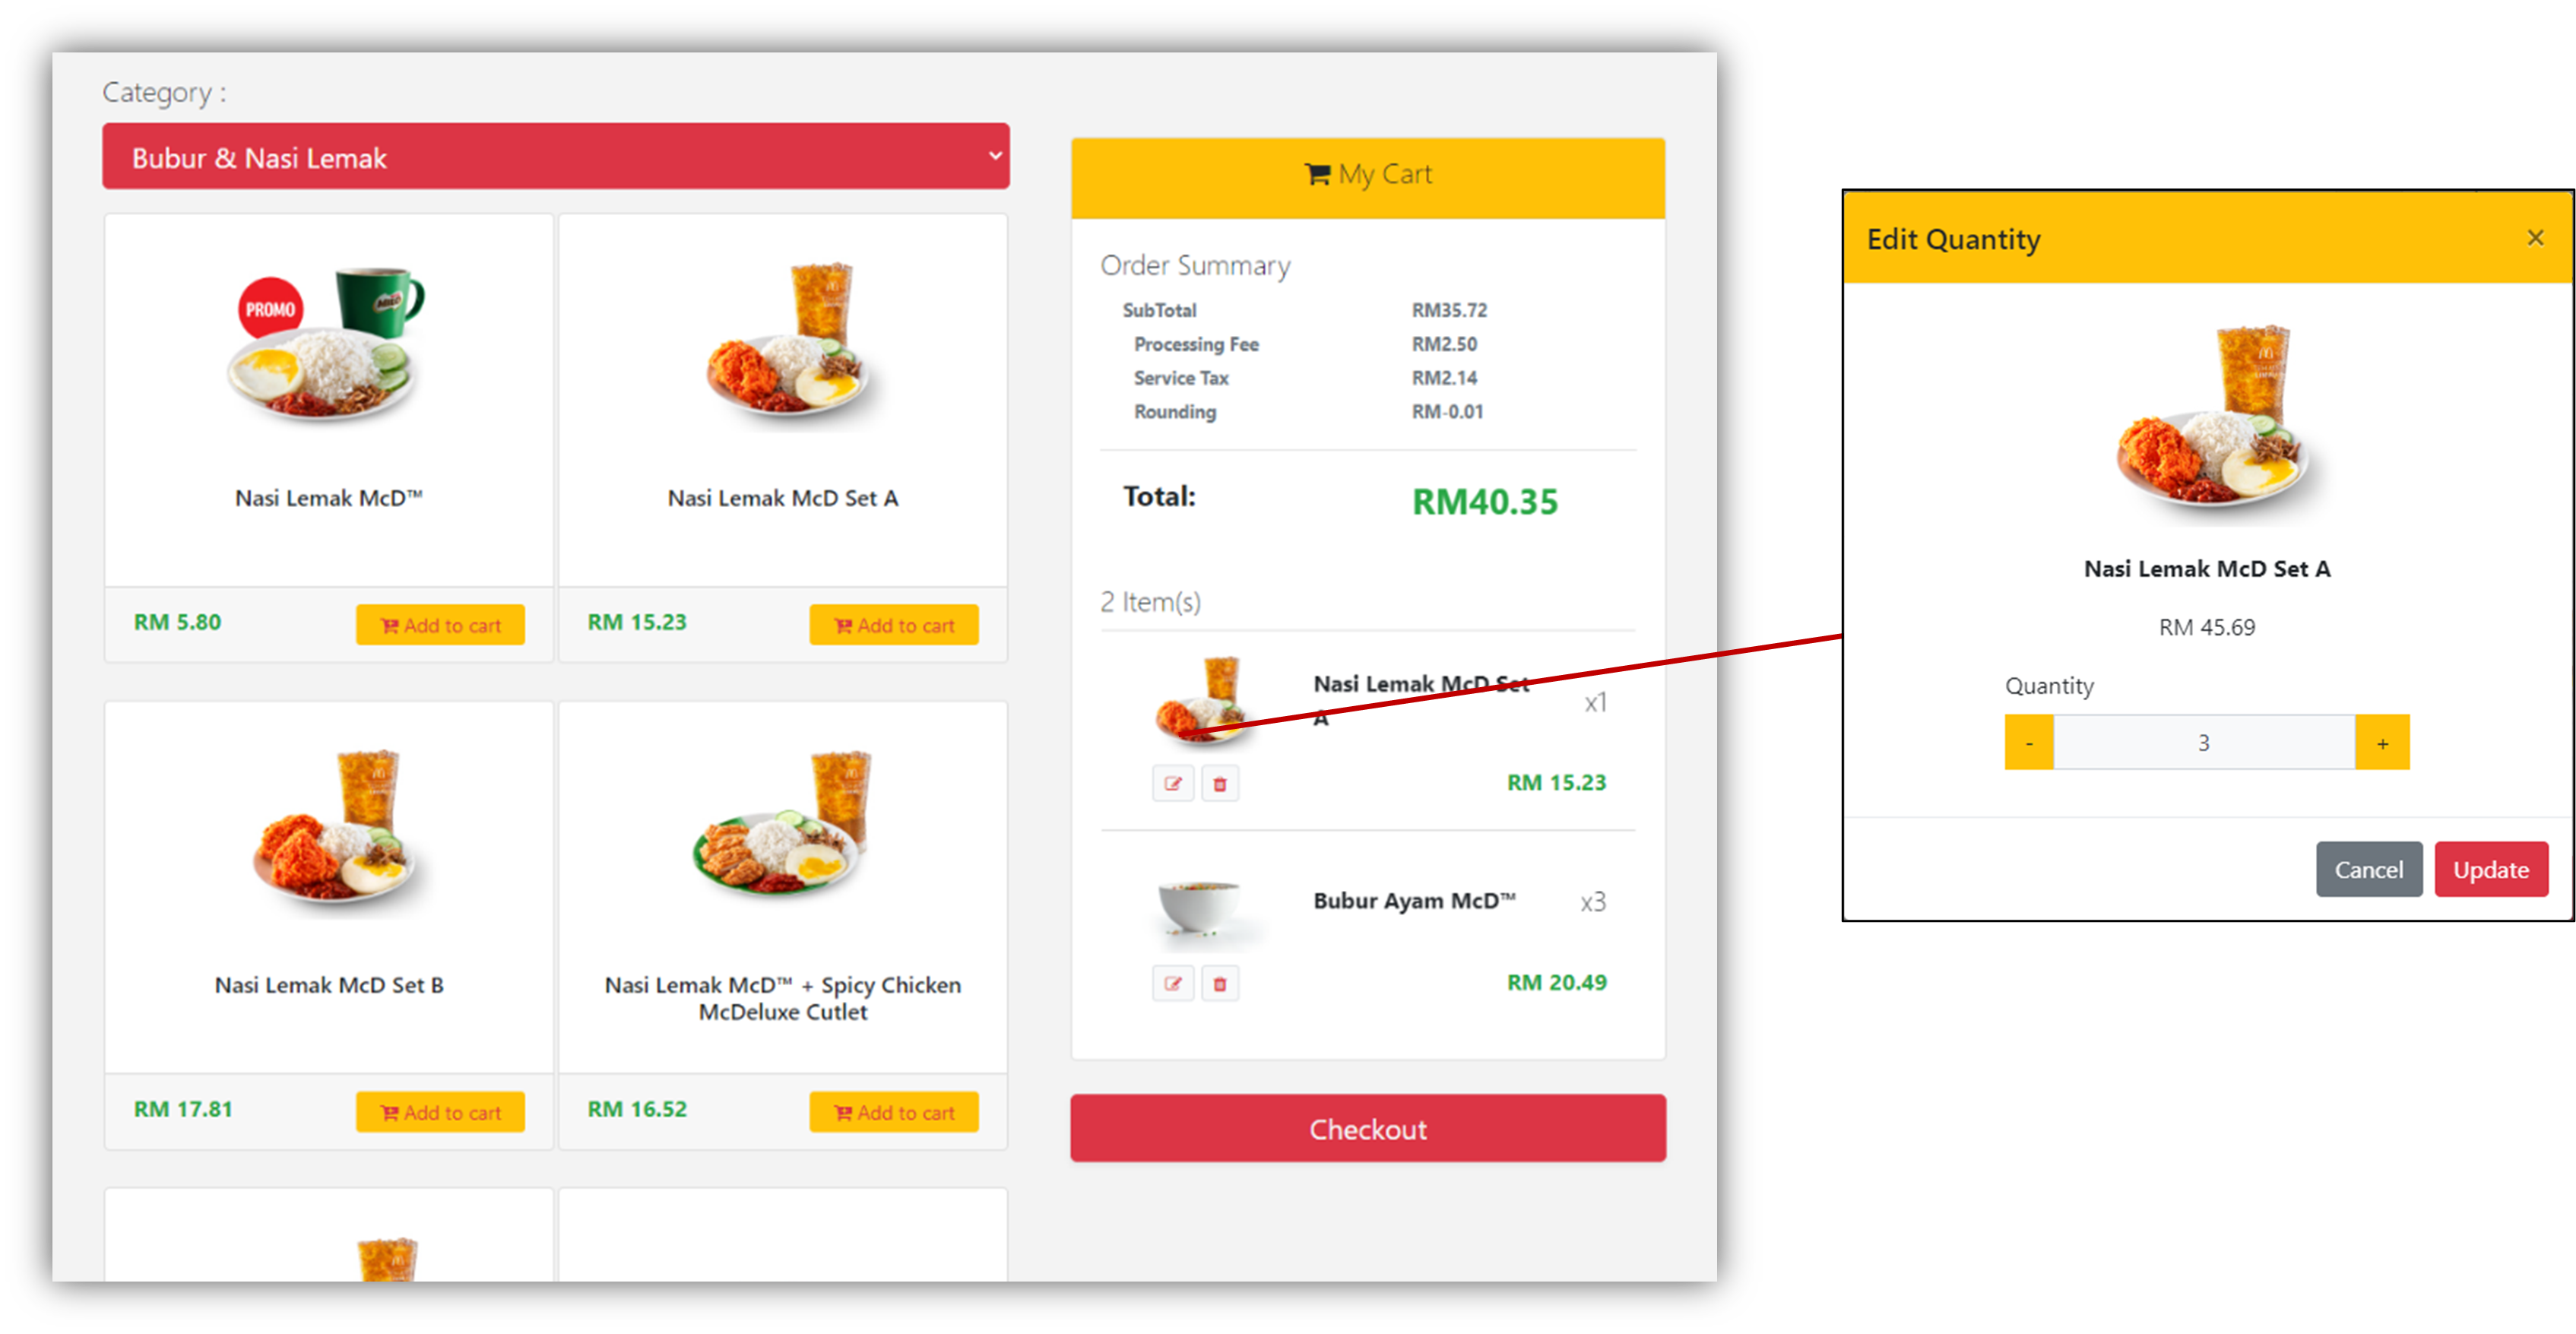 Category :
Bubur & Nasi Lemak
PROMO
MILO
Nasi Lemak McD™
RM 5.80
Add to cart
Nasi Lemak McD Set A
RM 15.23
Add to cart
Nasi Lemak McD Set B
RM 17.81
Add to cart
Nasi Lemak McD™ + Spicy Chicken
McDeluxe Cutlet
RM 16.52
Add to cart
My Cart
Order Summary
SubTotal RM35.72
Processing Fee RM2.50
Service Tax RM2.14
Rounding RM-0.01
Total: RM40.35
2 Item(s)
Nasi Lemak McD Set
A
x1
RM 15.23
Bubur Ayam McD™ x3
RM 20.49
Checkout
Edit Quantity ×
Nasi Lemak McD Set A
RM 45.69
Quantity
- 3 +
Cancel Update